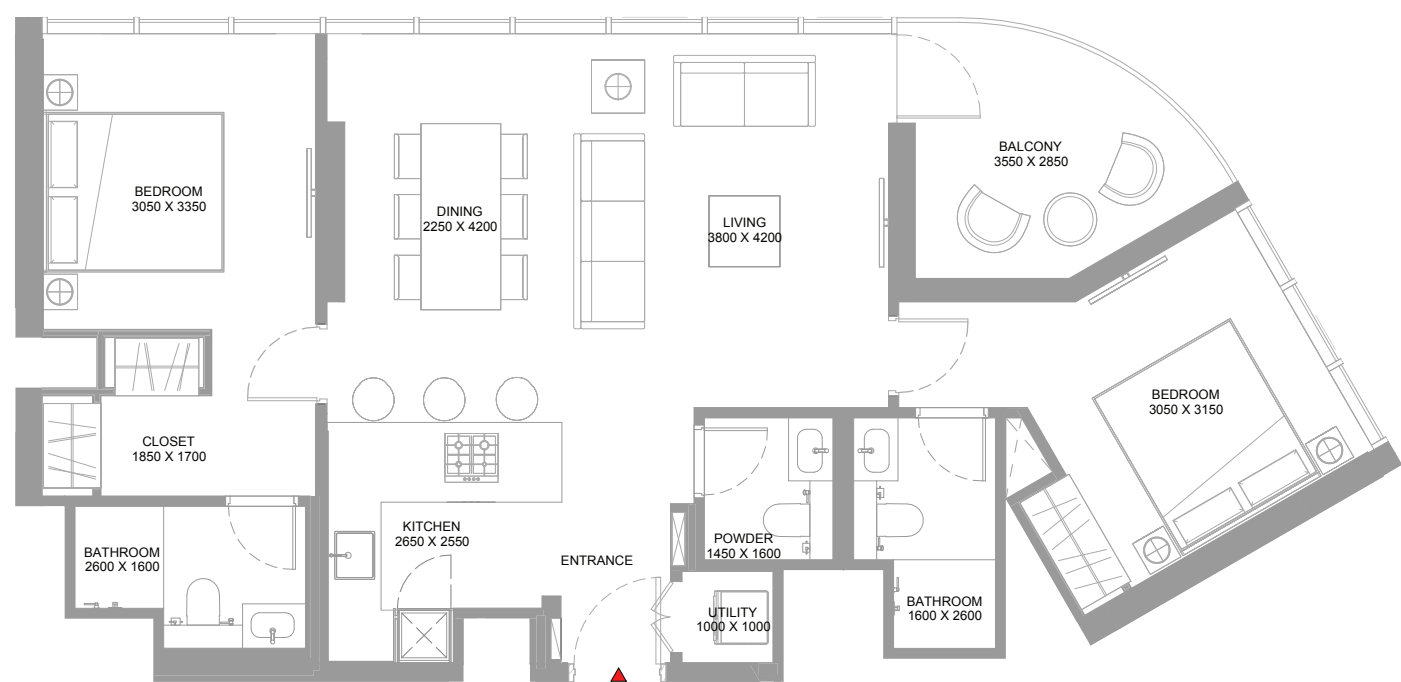 BALCONY
3550 X 2850
BEDROOM
3050 X 3350
DINING
2250 X 4200
LIVING
3800 X 4200
BEDROOM
3050 X 3150
CLOSET
1850 X 1700
KITCHEN
2650 X 2550
BATHROOM
2600 X 1600
POWDER
1450 X 1600
ENTRANCE
UTILITY
1000 X 1000
BATHROOM
1600 X 2600